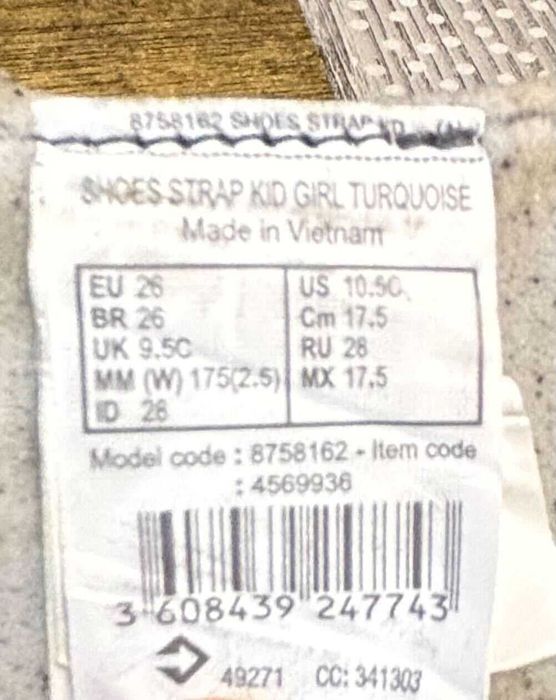 8758162 SHOES STRAP KID
SHOES STRAP KID GIRL TURQUOISE
Made in Vietnam
EU 26
BR 26
UK 9.5C
MM (W) 175(2.5)
ID 26
US 10.5C
Cm 17.5
RU 28
MX 17.5
Model code : 8758162 - Item code
: 4569936
3 608439 247743
49271 CC: 341303